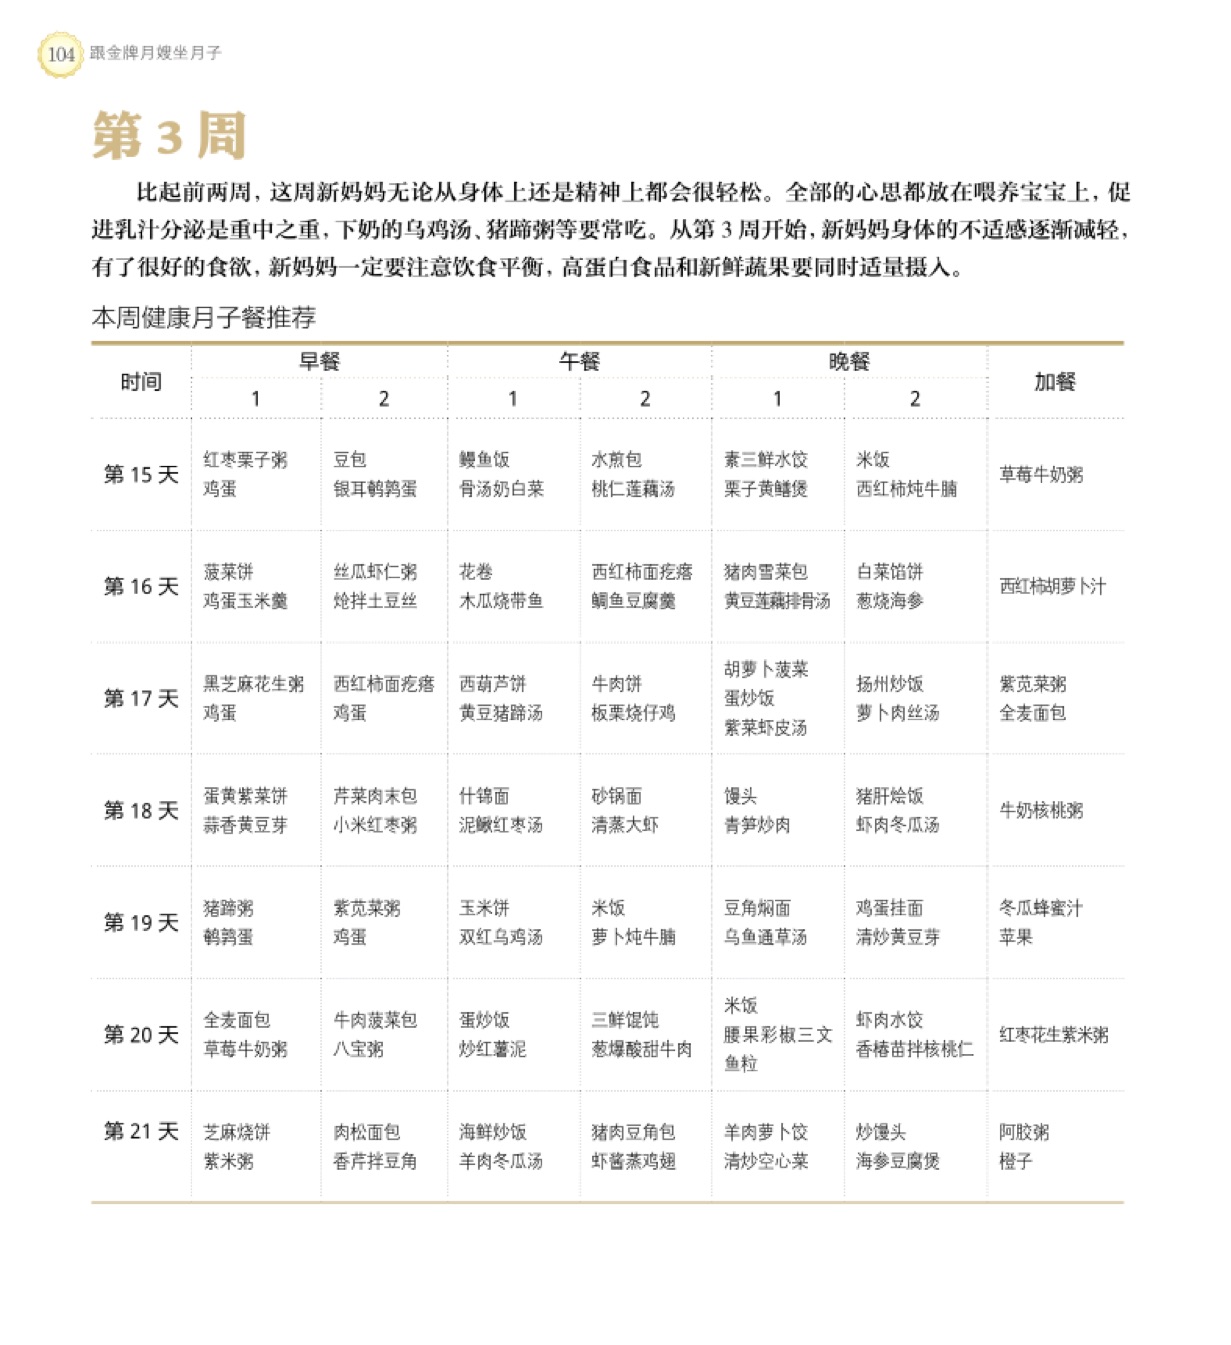 104 跟金牌月嫂坐月子
第 3 周
比起前两周，这周新妈妈无论从身体上还是精神上都会很轻松。全部的心思都放在喂养宝宝上，促
进乳汁分泌是重中之重，下奶的乌鸡汤、猪蹄粥等要常吃。从第 3 周开始，新妈妈身体的不适感逐渐减轻，
有了很好的食欲，新妈妈一定要注意饮食平衡，高蛋白食品和新鲜蔬果要同时适量摄入。
本周健康月子餐推荐
时间 早餐 午餐 晚餐 加餐
1 2 1 2 1 2
第 15 天 红枣栗子粥 豆包 鳗鱼饭 水煎包 素三鲜水饺 米饭 草莓牛奶粥
鸡蛋 银耳鹌鹑蛋 骨汤奶白菜 桃仁莲藕汤 栗子黄鳝煲 西红柿炖牛腩
第 16 天 菠菜饼 丝瓜虾仁粥 花卷 西红柿面疙瘩 猪肉雪菜包 白菜馅饼 西红柿胡萝卜汁
鸡蛋玉米羹 炝拌土豆丝 木瓜烧带鱼 鲷鱼豆腐羹 黄豆莲藕排骨汤 葱烧海参
第 17 天 黑芝麻花生粥 西红柿面疙瘩 西葫芦饼 牛肉饼 胡萝卜菠菜 扬州炒饭 紫苋菜粥
鸡蛋 鸡蛋 黄豆猪蹄汤 板栗烧仔鸡 蛋炒饭 萝卜肉丝汤 全麦面包
紫菜虾皮汤
第 18 天 蛋黄紫菜饼 芹菜肉末包 什锦面 砂锅面 馒头 猪肝烩饭 牛奶核桃粥
蒜香黄豆芽 小米红枣粥 泥鳅红枣汤 清蒸大虾 青笋炒肉 虾肉冬瓜汤
第 19 天 猪蹄粥 紫苋菜粥 玉米饼 米饭 豆角焖面 鸡蛋挂面 冬瓜蜂蜜汁
鹌鹑蛋 鸡蛋 双红乌鸡汤 萝卜炖牛腩 乌鱼通草汤 清炒黄豆芽 苹果
第 20 天 全麦面包 牛肉菠菜包 蛋炒饭 三鲜馄饨 米饭 虾肉水饺 红枣花生紫米粥
草莓牛奶粥 八宝粥 炒红薯泥 葱爆酸甜牛肉 腰果彩椒三文 香椿苗拌核桃仁
鱼粒
第 21 天 芝麻烧饼 肉松面包 海鲜炒饭 猪肉豆角包 羊肉萝卜饺 炒馒头 阿胶粥
紫米粥 香芹拌豆角 羊肉冬瓜汤 虾酱蒸鸡翅 清炒空心菜 海参豆腐煲 橙子